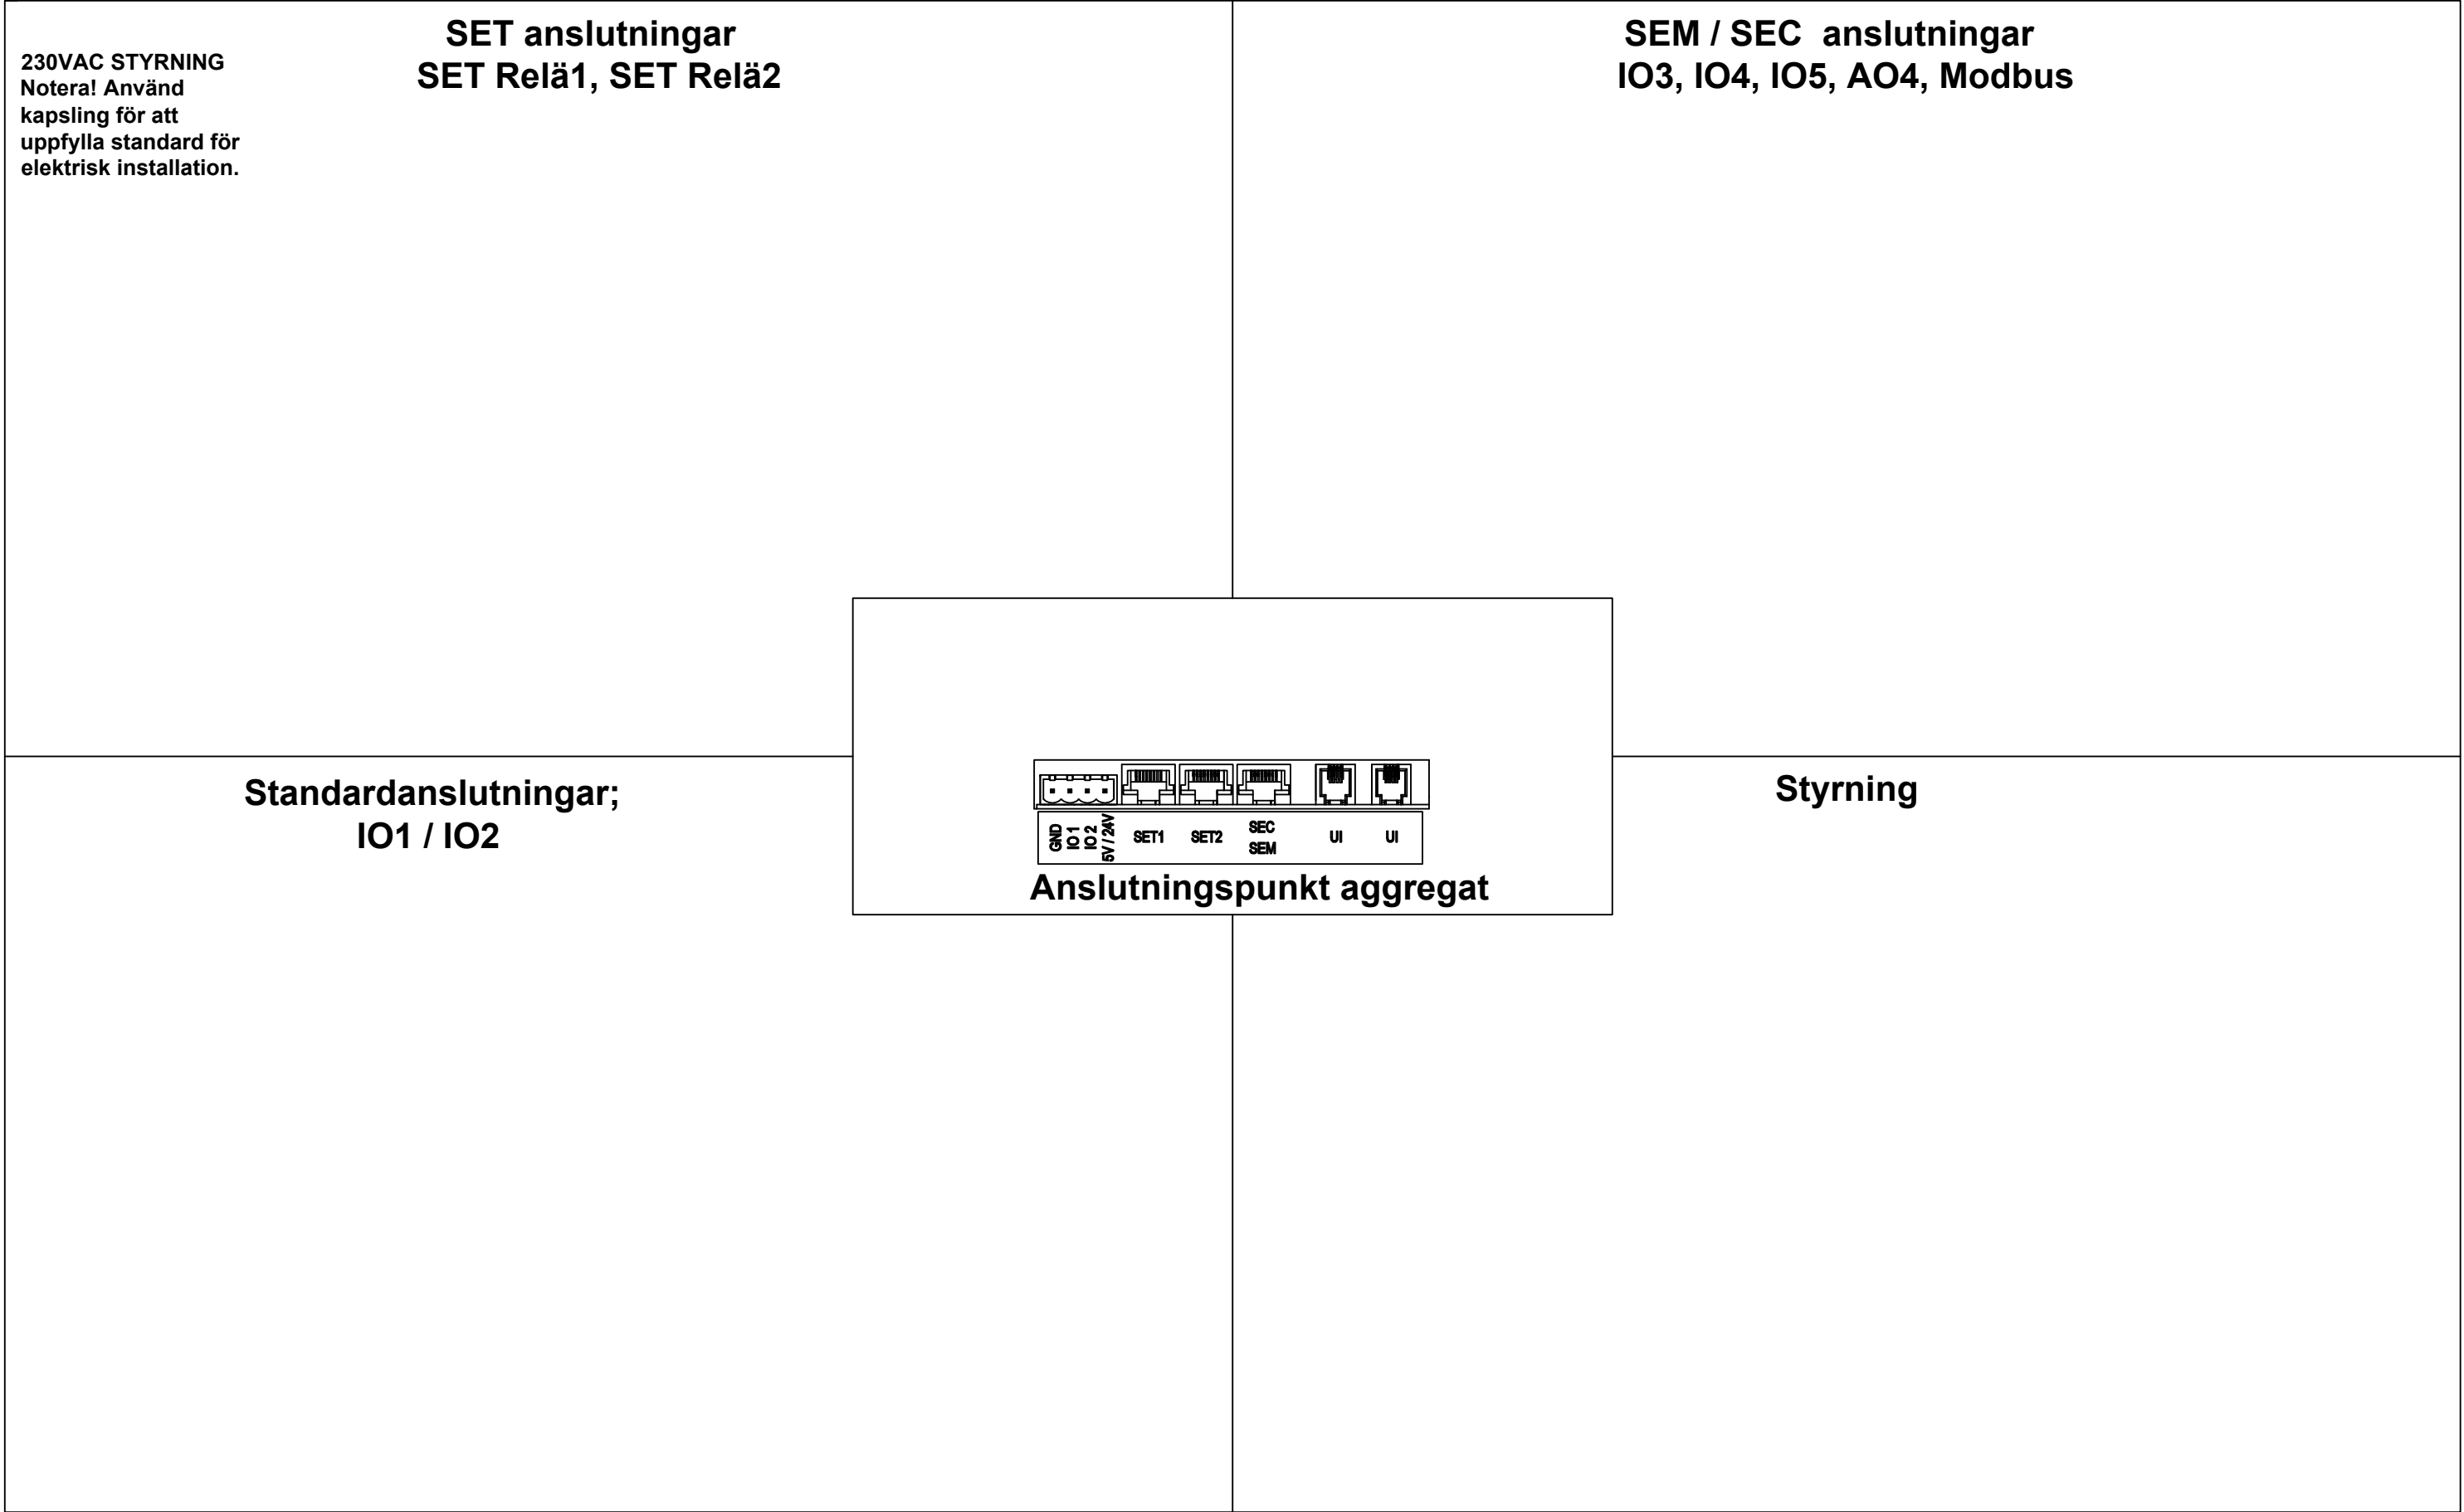 SET anslutningar
SET Relä1, SET Relä2
230VAC STYRNING
Notera! Använd
kapsling för att
uppfylla standard för
elektrisk installation.
SEM / SEC  anslutningar
IO3, IO4, IO5, AO4, Modbus
Standardanslutningar;
IO1 / IO2
GND
IO 1
IO 2
5V / 24V
SET1
SET2
SEC
SEM
UI
UI
Anslutningspunkt aggregat
Styrning